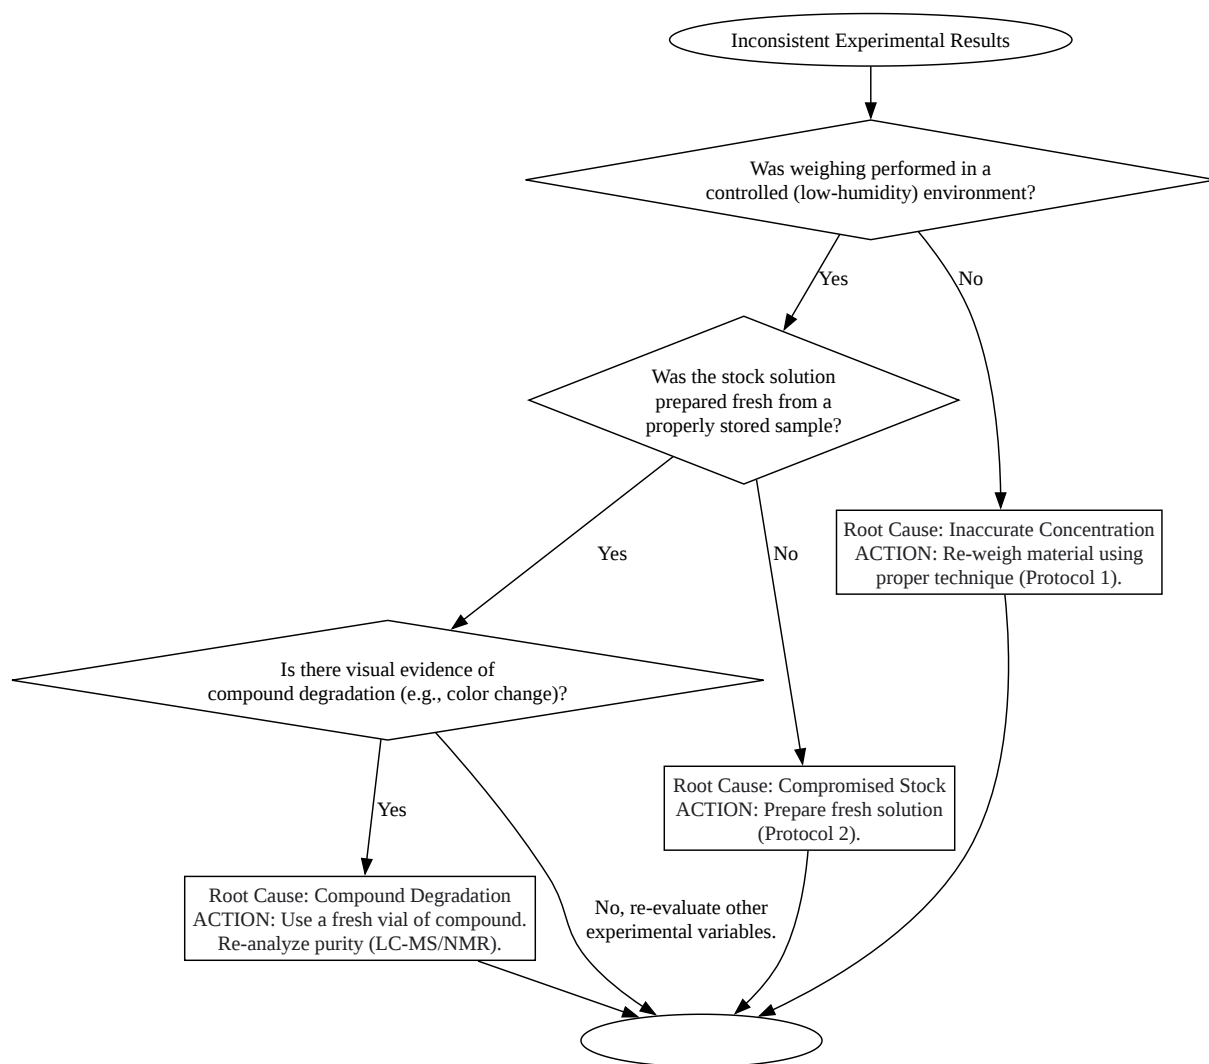 Inconsistent Experimental Results
Was weighing performed in a
controlled (low-humidity) environment?
Yes
No
Was the stock solution
prepared fresh from a
properly stored sample?
Root Cause: Inaccurate Concentration
ACTION: Re-weigh material using
proper technique (Protocol 1).
Yes
No
Is there visual evidence of
compound degradation (e.g., color change)?
Root Cause: Compromised Stock
ACTION: Prepare fresh solution
(Protocol 2).
Yes
Root Cause: Compound Degradation
ACTION: Use a fresh vial of compound.
Re-analyze purity (LC-MS/NMR).
No, re-evaluate other
experimental variables.